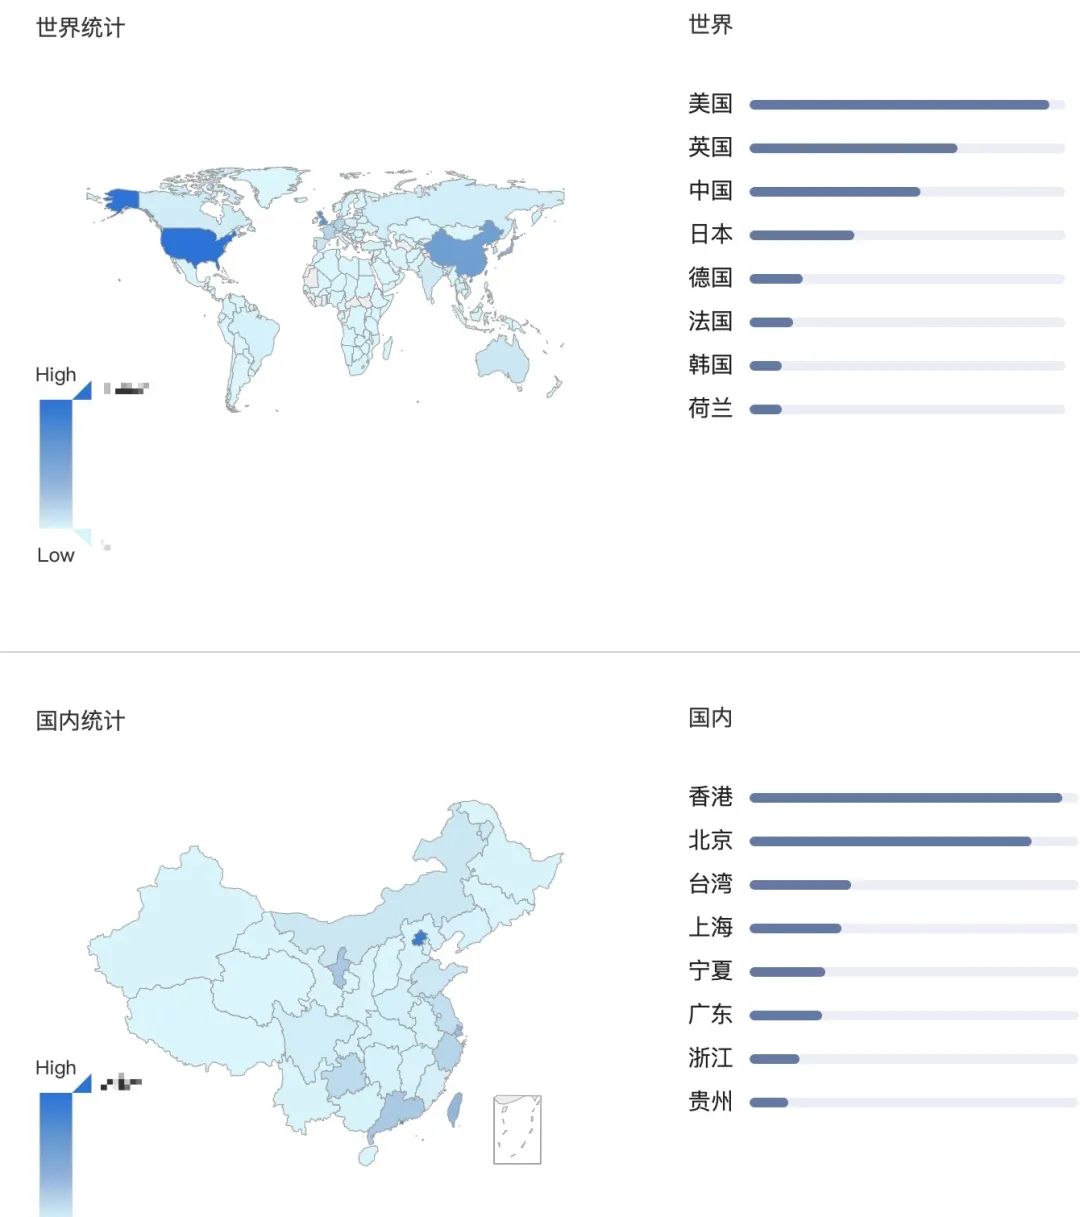 世界统计
世界
美国
英国
中国
日本
德国
法国
韩国
荷兰
High
Low
国内统计
国内
香港
北京
台湾
上海
宁夏
广东
浙江
贵州
High